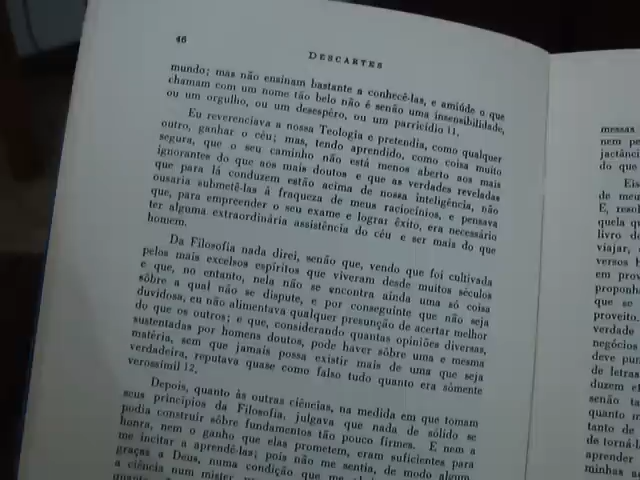 46
DESCARTES
mundo; mas não ensinam bastante a conhecê-las, e amiúde o que
chamam com um nome tão belo não é senão uma insensibilidade,
ou um orgulho, ou um desespêro, ou um parricídio 11.
Eu reverenciava a nossa Teologia e pretendia, como qualquer
outro, ganhar o céu; mas, tendo aprendido, como coisa muito
segura, que o seu caminho não está menos aberto aos mais
ignorantes do que aos mais doutos e que as verdades reveladas
que para lá conduzem estão acima de nossa inteligência, não
ousaria submetê-las à fraqueza de meus raciocínios, e pensava
que, para empreender o seu exame e lograr êxito, era necessário
ter alguma extraordinária assistência do céu e ser mais do que
homem.
Da Filosofia nada direi, senão que, vendo que foi cultivada
pelos mais excelsos espíritos que viveram desde muitos séculos
e que, no entanto, nela não se encontra ainda uma só coisa
sôbre a qual não se dispute, e por conseguinte que não seja
duvidosa, eu não alimentava qualquer presunção de acertar melhor
do que os outros; e que, considerando quantas opiniões diversas,
sustentadas por homens doutos, pode haver sôbre uma e mesma
matéria, sem que jamais possa existir mais de uma que seja
verdadeira, reputava quase como falso tudo quanto era sòmente
verossímil 12.
Depois, quanto às outras ciências, na medida em que tomam
seus princípios da Filosofia, julgava que nada de sólido se
podia construir sôbre fundamentos tão pouco firmes. E nem a
honra, nem o ganho que elas prometem, eram suficientes para
me incitar a aprendê-las; pois não me sentia, de modo algum,
graças a Deus, numa condição que me
a ciência num mister
messas
nem pe
jactânci
do que
Eis
de meu
E, resol
quela q
livro do
viajar,
versos h
em prov
proponha
que se
proveito.
verdade
negócios
deve pun
de letras
duzem ef
senão ta
quanto m
tanto de
de torná-l
aprender
minhas a